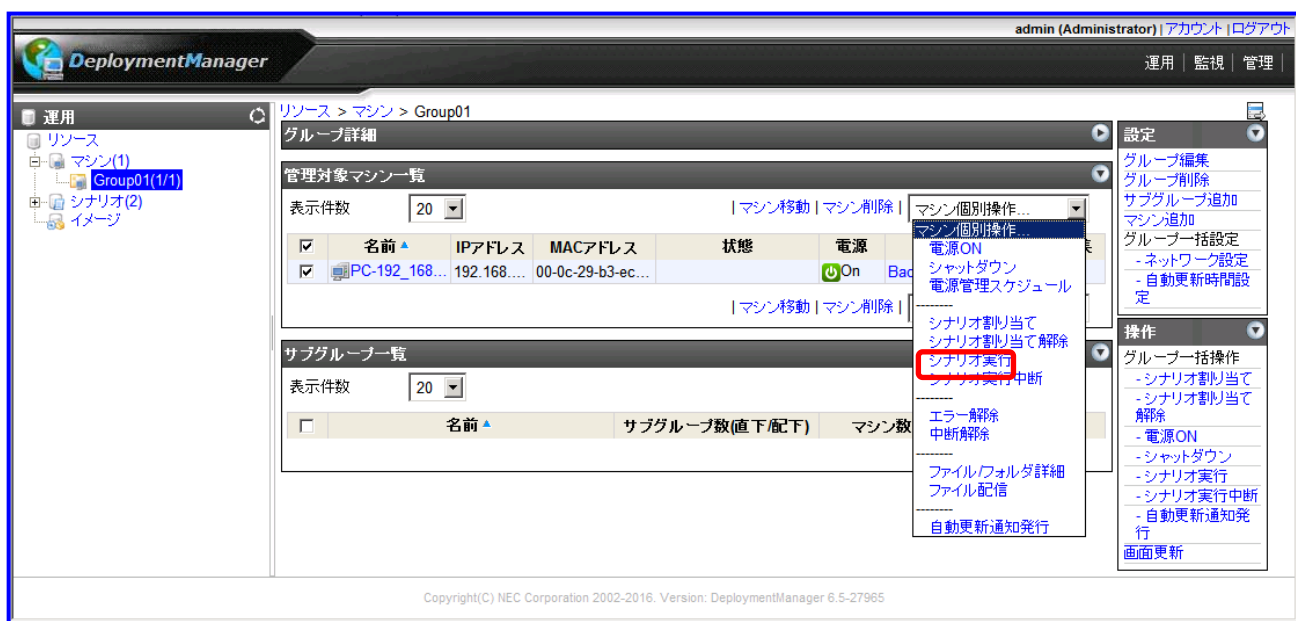 admin (Administrator) | アカウント | ログアウト
DeploymentManager
運用 | 監視 | 管理 |
運用
リソース
マシン(1)
Group01(1/1)
シナリオ(2)
イメージ
リソース > マシン > Group01
グループ詳細
管理対象マシン一覧
表示件数 20
| マシン移動 | マシン削除 | マシン個別操作...
名前 IPアドレス MACアドレス 状態 電源
PC-192_168... 192.168.... 00-0c-29-b3-ec... On Bac
| マシン移動 | マシン削除 |
マシン個別操作...
電源ON
シャットダウン
電源管理スケジュール
--------
シナリオ割り当て
シナリオ割り当て解除
シナリオ実行
シナリオ実行中断
--------
エラー解除
中断解除
--------
ファイル/フォルダ詳細
ファイル配信
--------
自動更新通知発行
サブグループ一覧
表示件数 20
名前 サブグループ数(直下/配下) マシン数
設定
グループ編集
グループ削除
サブグループ追加
マシン追加
グループ一括設定
- ネットワーク設定
- 自動更新時間設
定
操作
グループ一括操作
- シナリオ割り当て
- シナリオ割り当て
解除
- 電源ON
- シャットダウン
- シナリオ実行
- シナリオ実行中断
- 自動更新通知発
行
画面更新
Copyright(C) NEC Corporation 2002-2016. Version: DeploymentManager 6.5-27965